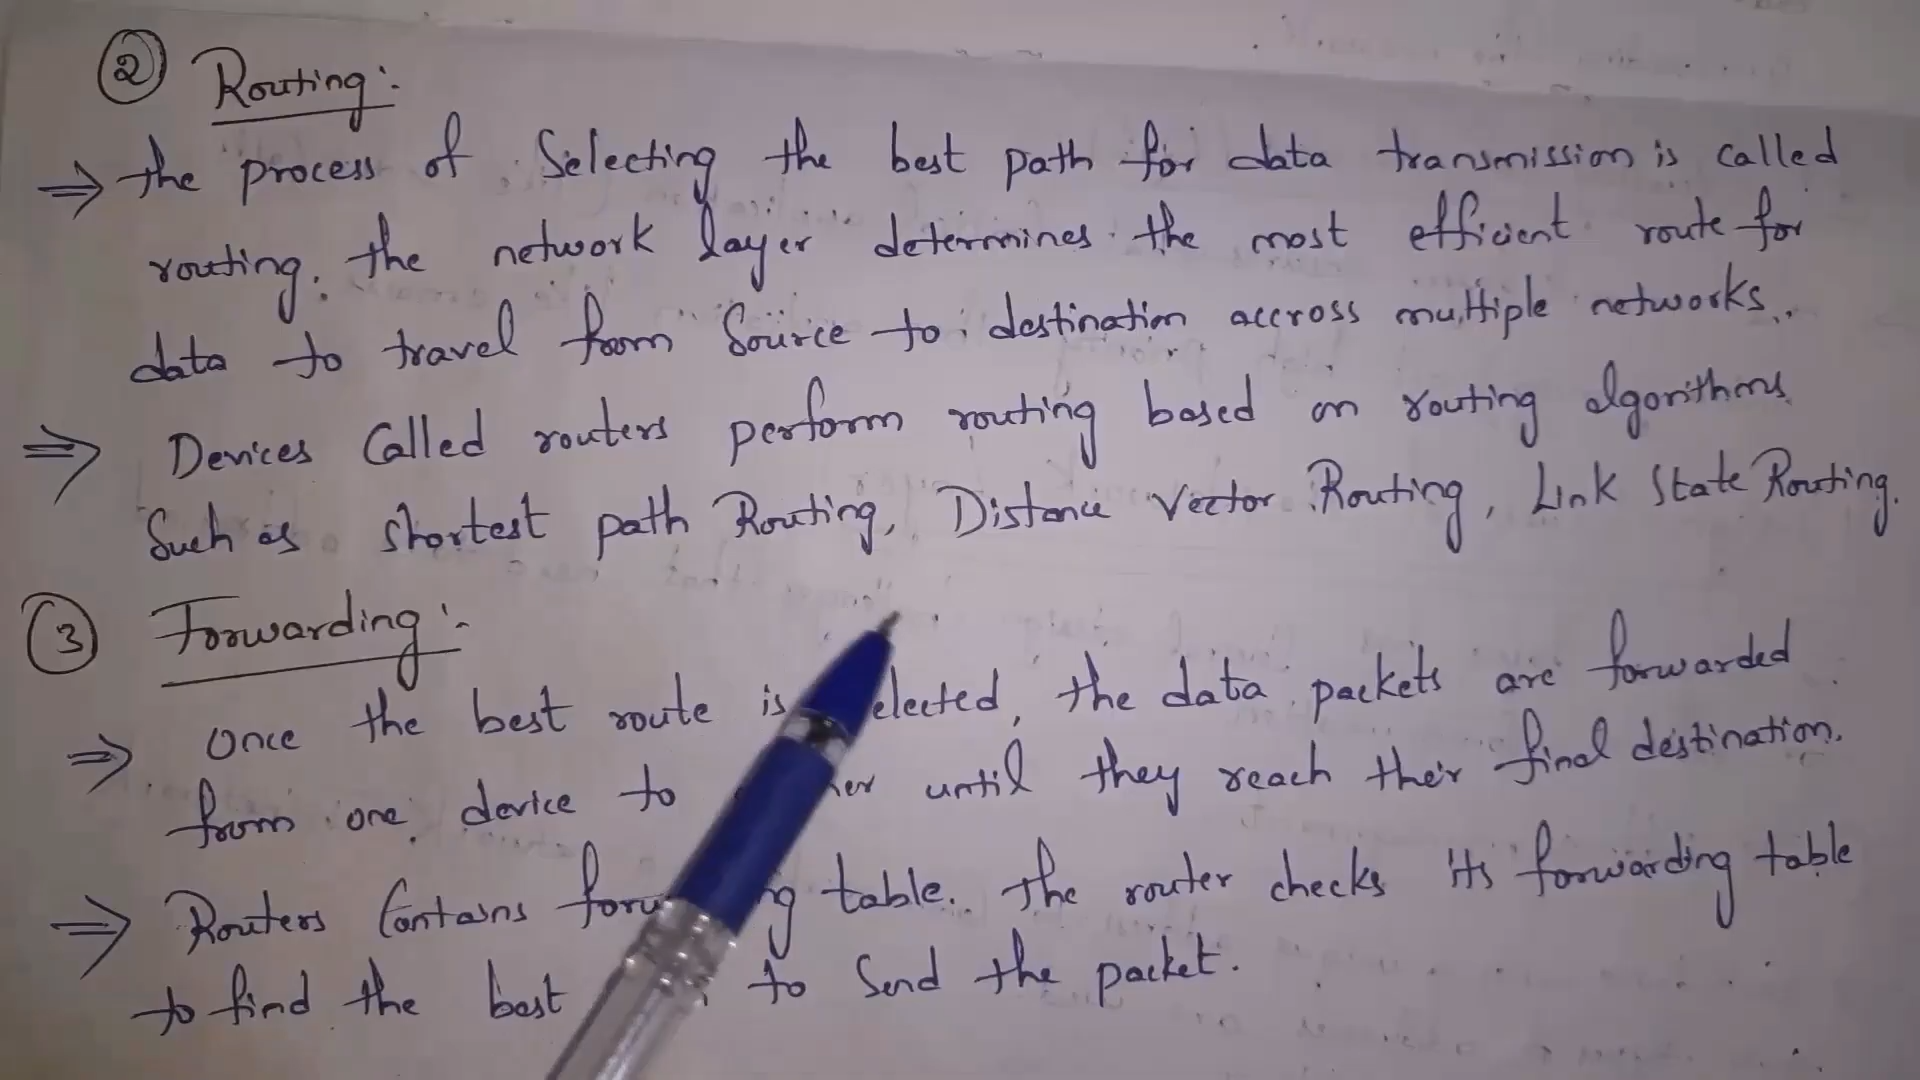 ② Routing:
⇒ the process of Selecting the best path for data transmission is called
routing. the network layer determines the most efficient route for
data to travel from Source to destination accross multiple networks.
⇒ Devices Called routers perform routing based on routing algorithms
Such as shortest path Routing, Distance Vector Routing, Link State Routing.
③ Forwarding:-
⇒ Once the best route is elected, the data packets are forwarded
from one device to her until they reach their final destination.
⇒ Routers Contains forw ng table. the router checks its forwarding table
to find the best to Send the packet.